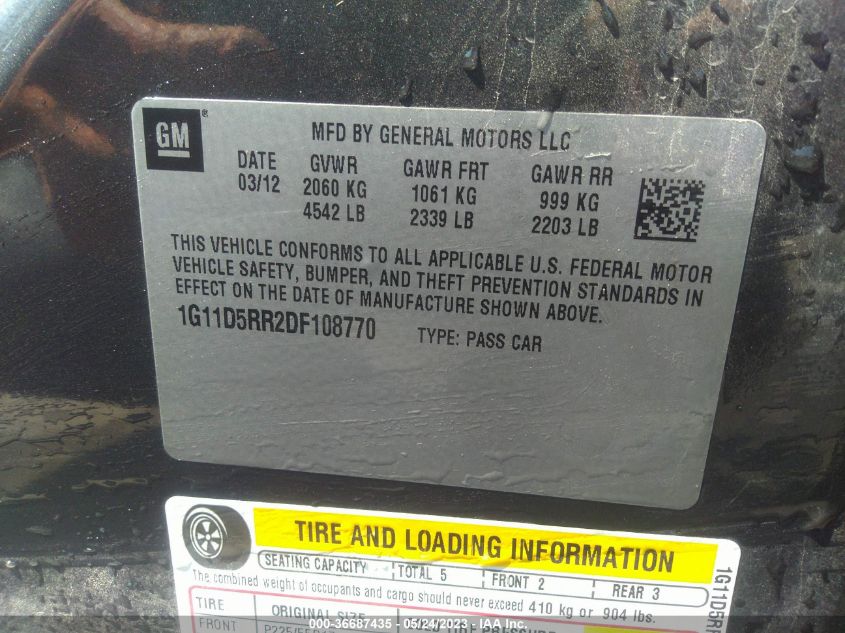 GM®
MFD BY GENERAL MOTORS LLC
DATE GVWR GAWR FRT GAWR RR
03/12 2060 KG 1061 KG 999 KG
4542 LB 2339 LB 2203 LB
THIS VEHICLE CONFORMS TO ALL APPLICABLE U.S. FEDERAL MOTOR
VEHICLE SAFETY, BUMPER, AND THEFT PREVENTION STANDARDS IN
EFFECT ON THE DATE OF MANUFACTURE SHOWN ABOVE.
1G11D5RR2DF108770 TYPE: PASS CAR
TIRE AND LOADING INFORMATION
SEATING CAPACITY TOTAL 5 FRONT 2 REAR 3
The combined weight of occupants and cargo should never exceed 410 kg or 904 lbs.
TIRE ORIGINAL SIZE
FRONT TIRE PRESSURE
1G11D5RR
000 - 36687435 - 05/24/2023 - IAA Inc.